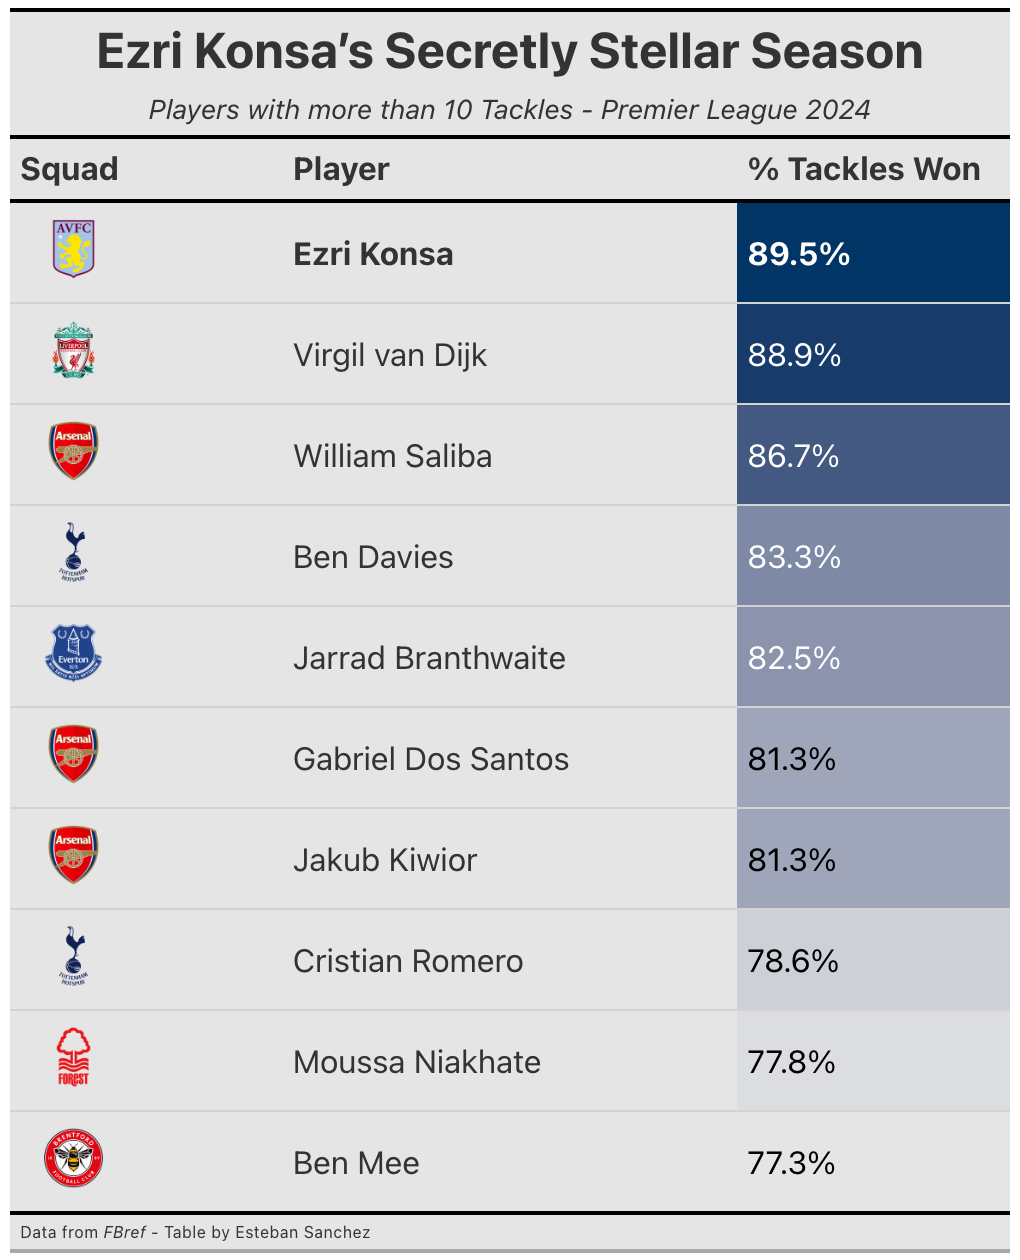 Ezri Konsa’s Secretly Stellar Season
Players with more than 10 Tackles - Premier League 2024
Squad Player % Tackles Won
AVFC Ezri Konsa 89.5%
LIVERPOOL Virgil van Dijk 88.9%
Arsenal William Saliba 86.7%
TOTTENHAM HOTSPUR Ben Davies 83.3%
Everton Jarrad Branthwaite 82.5%
Arsenal Gabriel Dos Santos 81.3%
Arsenal Jakub Kiwior 81.3%
TOTTENHAM HOTSPUR Cristian Romero 78.6%
FOREST Moussa Niakhate 77.8%
BRENTFORD FOOTBALL CLUB Ben Mee 77.3%
Data from FBref - Table by Esteban Sanchez